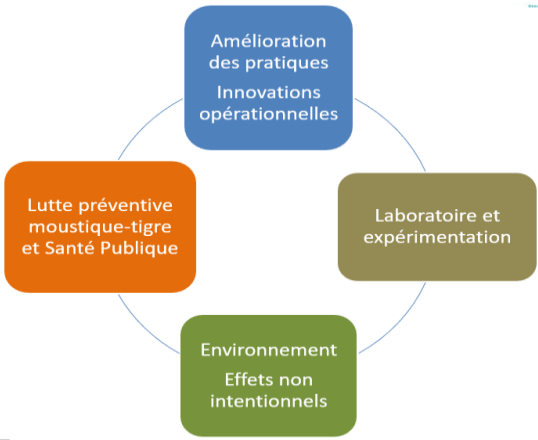 Amélioration
des pratiques
Innovations
opérationnelles
Lutte préventive
moustique-tigre
et Santé Publique
Laboratoire et
expérimentation
Environnement
Effets non
intentionnels